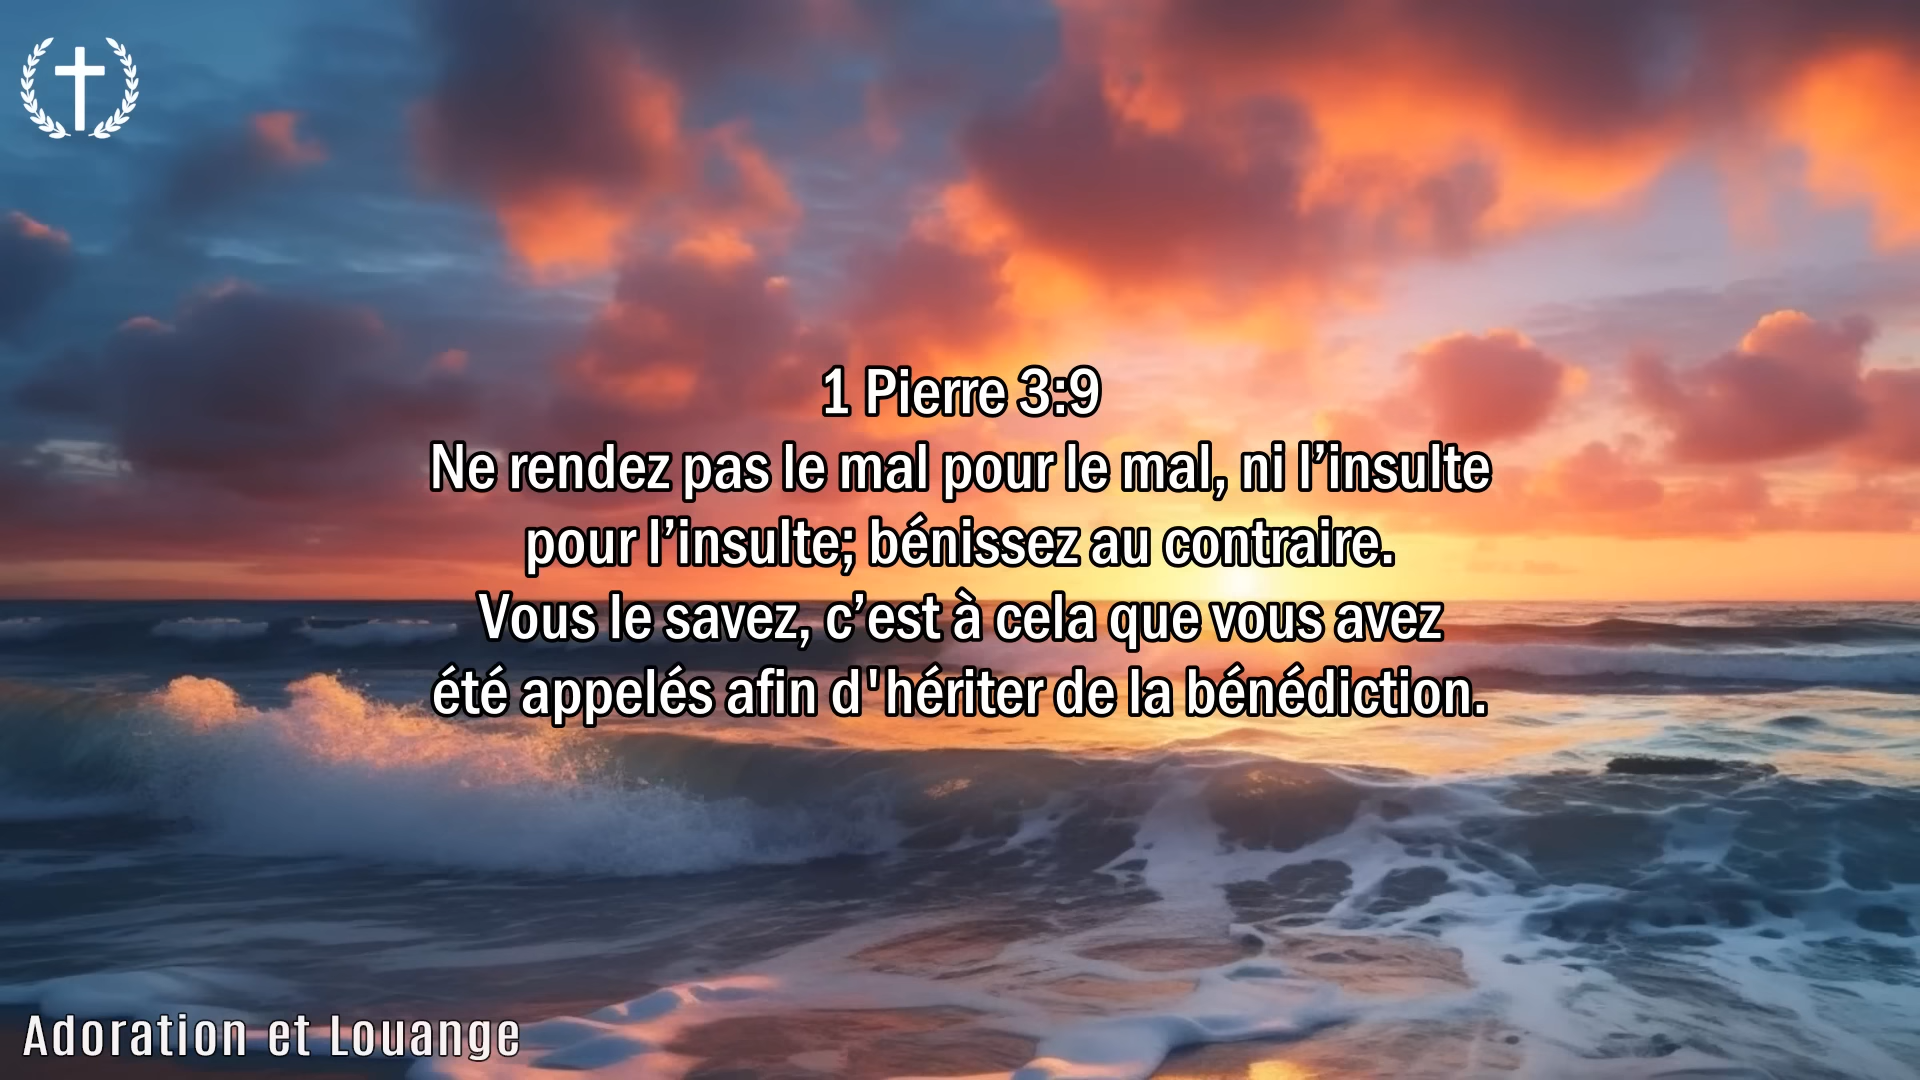 1 Pierre 3:9
Ne rendez pas le mal pour le mal, ni l’insulte
pour l’insulte; bénissez au contraire.
Vous le savez, c’est à cela que vous avez
été appelés afin d'hériter de la bénédiction.
Adoration et Louange